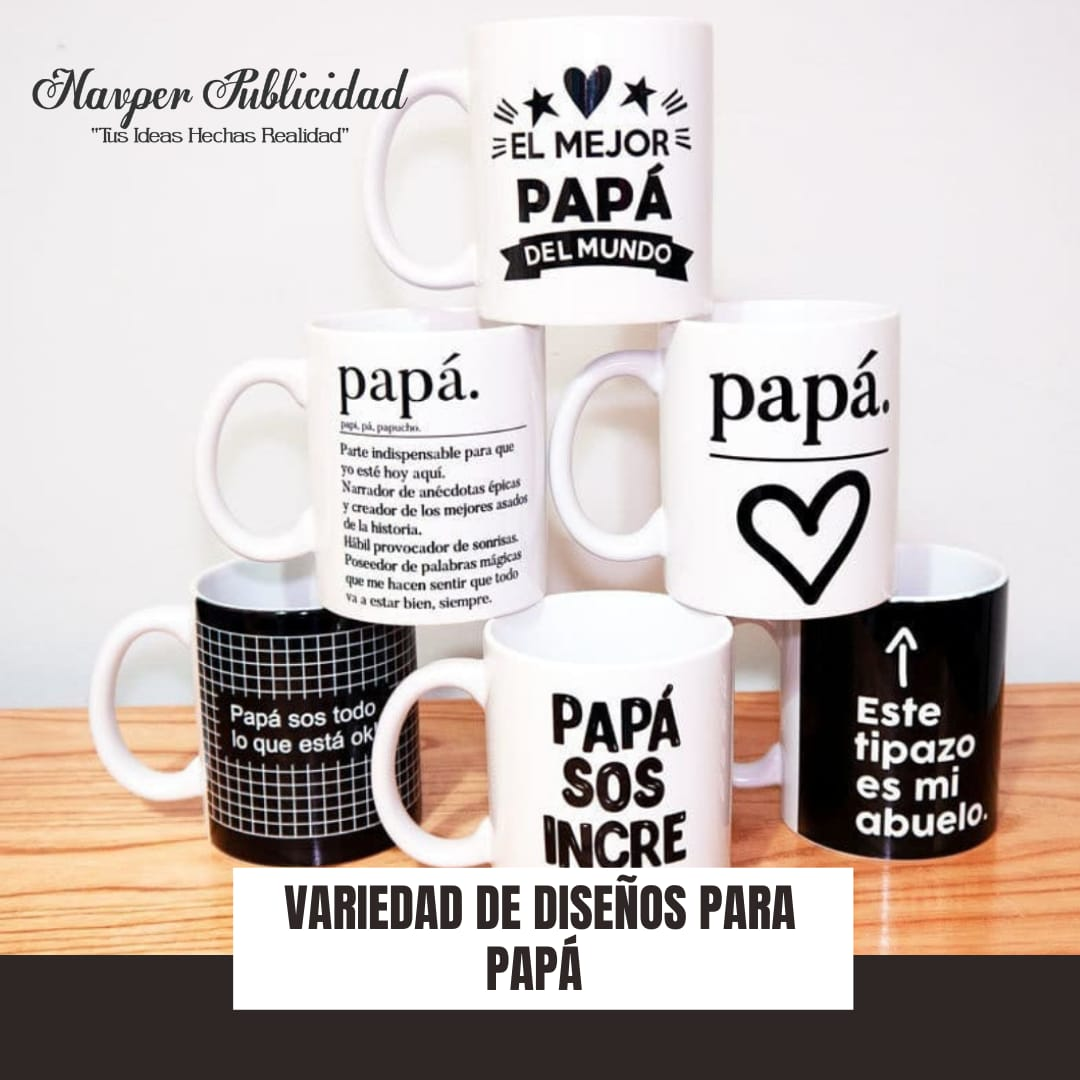 Navper Publicidad
"Tus Ideas Hechas Realidad"
EL MEJOR
PAPÁ
DEL MUNDO
papá.
papi, pá, papucho.
Parte indispensable para que
yo esté hoy aquí.
Narrador de anécdotas épicas
y creador de los mejores asados
de la historia.
Hábil provocador de sonrisas.
Poseedor de palabras mágicas
que me hacen sentir que todo
va a estar bien, siempre.
papá.
Papá sos todo
lo que está ok
PAPÁ
SOS
INCRE
Este
tipazo
es mi
abuelo.
VARIEDAD DE DISEÑOS PARA
PAPÁ